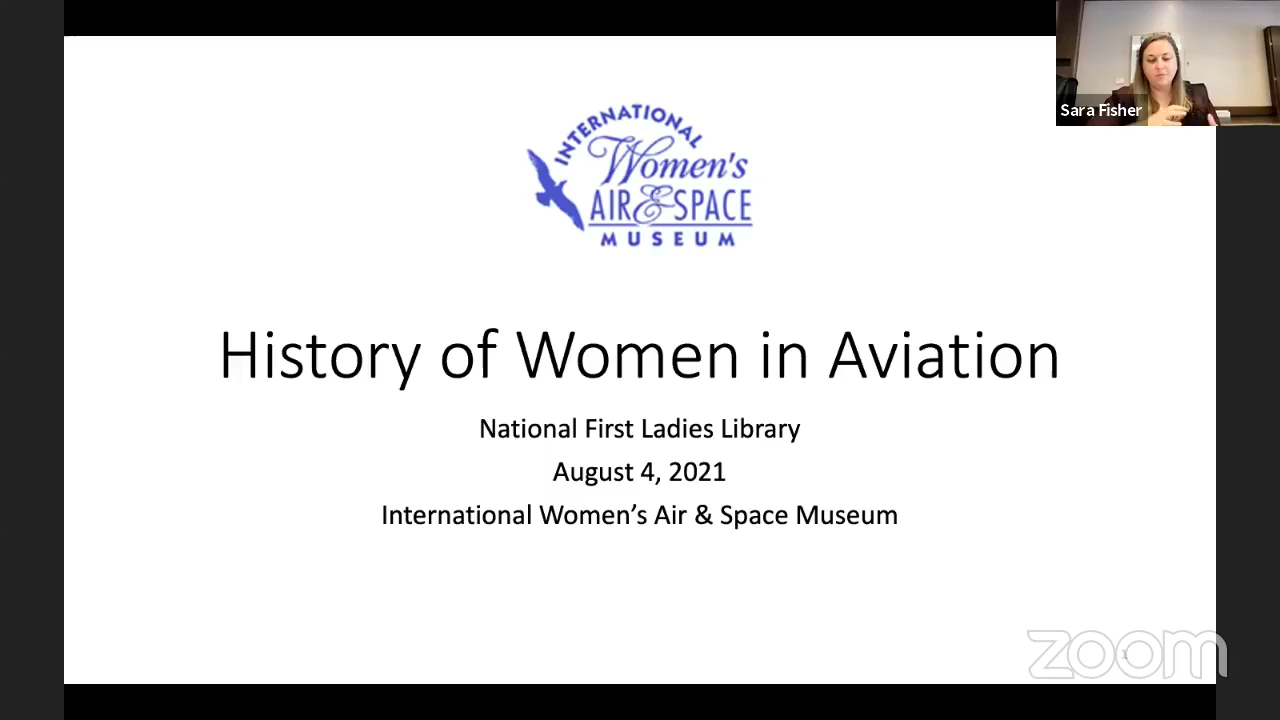 Sara Fisher
INTERNATIONAL
Women's
AIR & SPACE
MUSEUM
History of Women in Aviation
National First Ladies Library
August 4, 2021
International Women’s Air & Space Museum
zoom
1